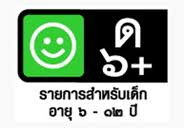 ด
๖+
รายการสำหรับเด็ก
อายุ ๖ - ๑๒ ปี